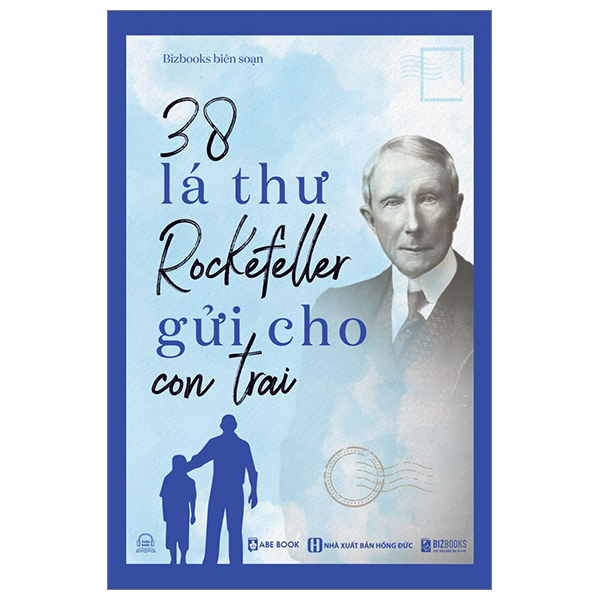 Bizbooks biên soạn
38
lá thư
Rockefeller
gửi cho
con trai
ABE BOOK
NHÀ XUẤT BẢN HỒNG ĐỨC
BIZBOOKS